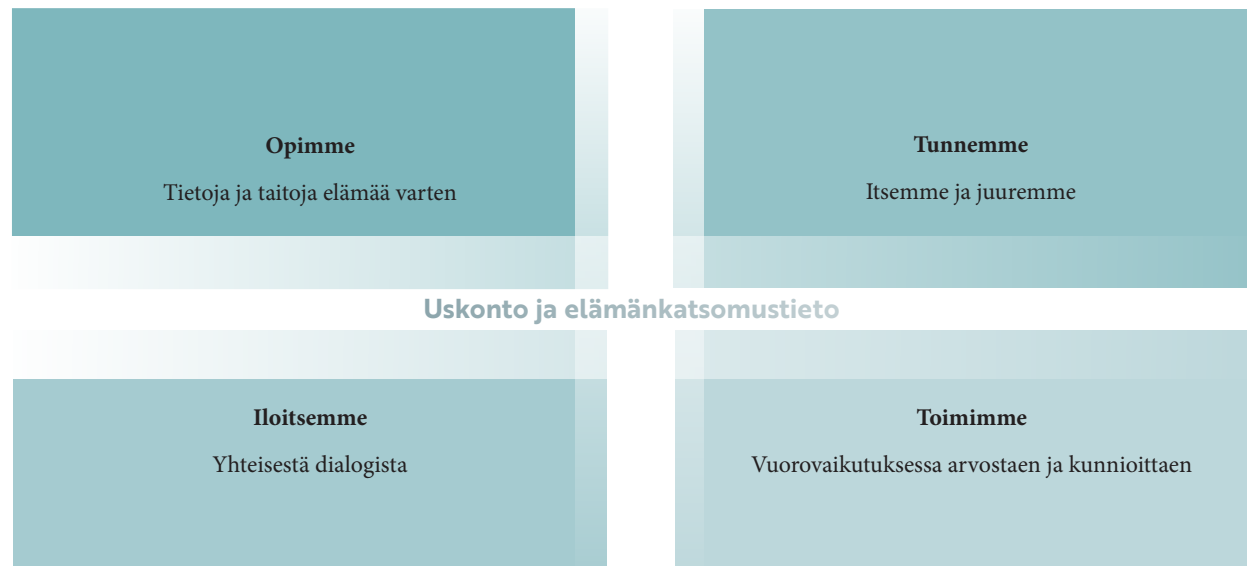 Opimme
Tietoja ja taitoja elämää varten
Tunnemme
Itsemme ja juuremme
Uskonto ja elämänkatsomustieto
Iloitsemme
Yhteisestä dialogista
Toimimme
Vuorovaikutuksessa arvostaen ja kunnioittaen